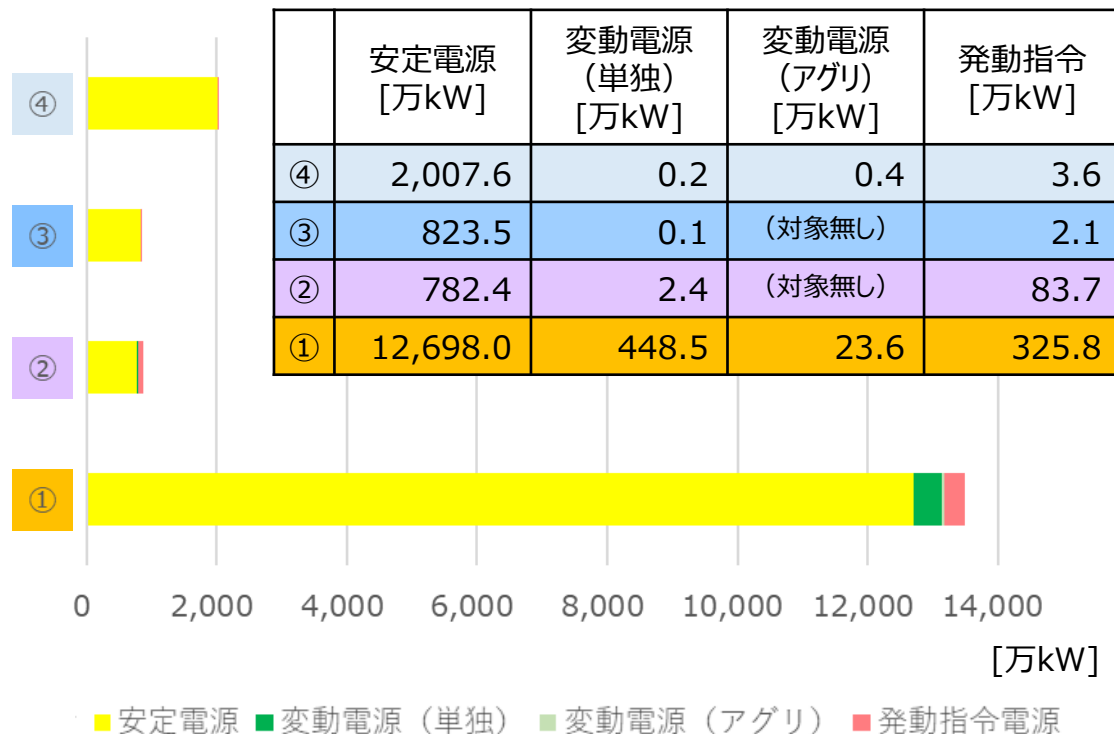 安定電源
[万kW]
変動電源
（単独）
[万kW]
変動電源
（アグリ）
[万kW]
発動指令
[万kW]
④ 2,007.6 0.2 0.4 3.6
③ 823.5 0.1 （対象無し） 2.1
② 782.4 2.4 （対象無し） 83.7
① 12,698.0 448.5 23.6 325.8
④
③
②
①
0 2,000 4,000 6,000 8,000 10,000 12,000 14,000
[万kW]
安定電源 変動電源（単独） 変動電源（アグリ） 発動指令電源